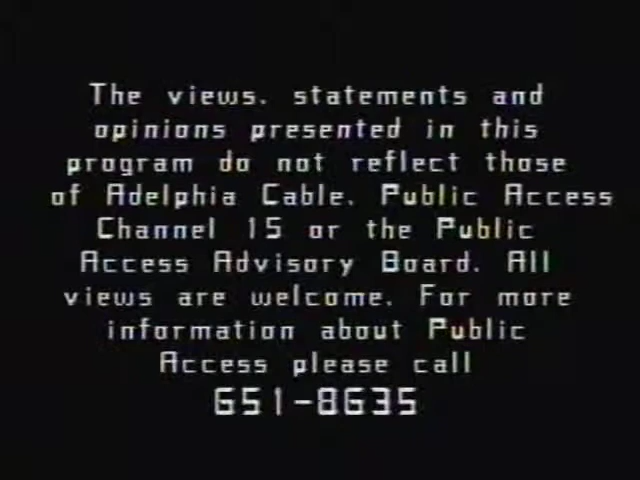 The views. statements and
opinions presented in this
program do not reflect those
of Adelphia Cable. Public Access
Channel 15 or the Public
Access Advisory Board. All
views are welcome. For more
information about Public
Access please call
651-8635